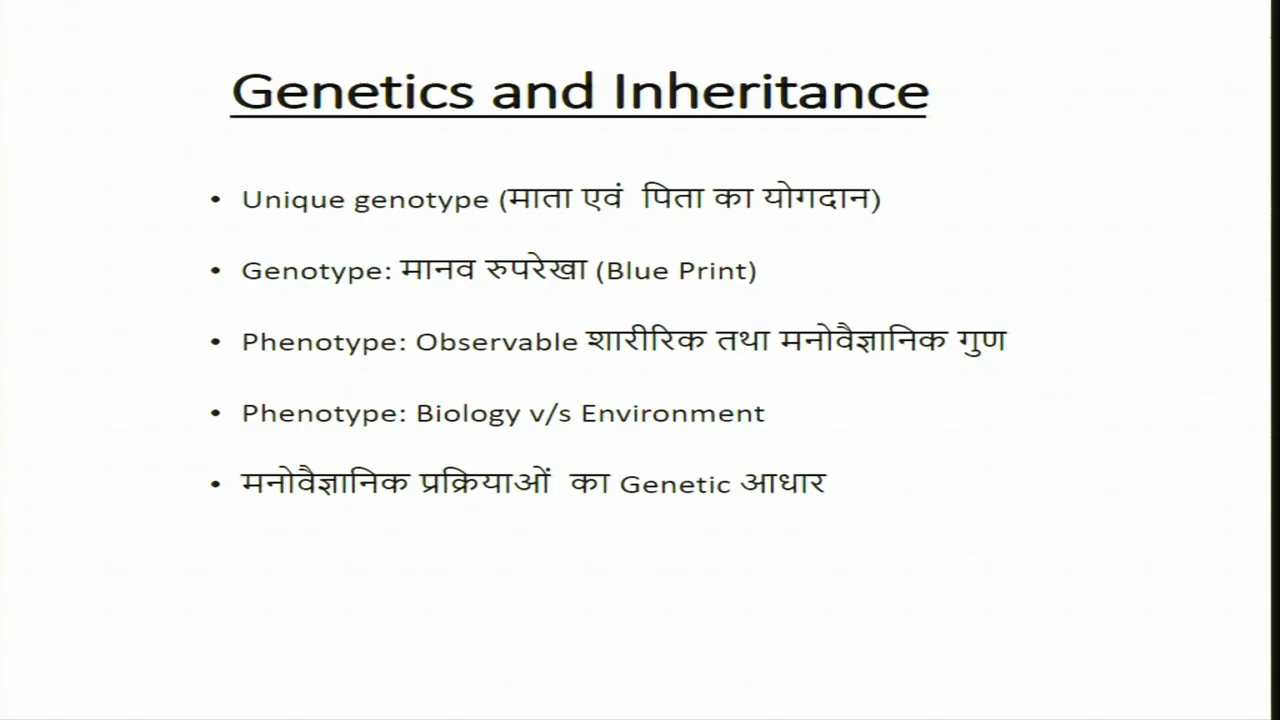 Genetics and Inheritance
• Unique genotype (माता एवं पिता का योगदान)
• Genotype: मानव रुपरेखा (Blue Print)
• Phenotype: Observable शारीरिक तथा मनोवैज्ञानिक गुण
• Phenotype: Biology v/s Environment
• मनोवैज्ञानिक प्रक्रियाओं का Genetic आधार